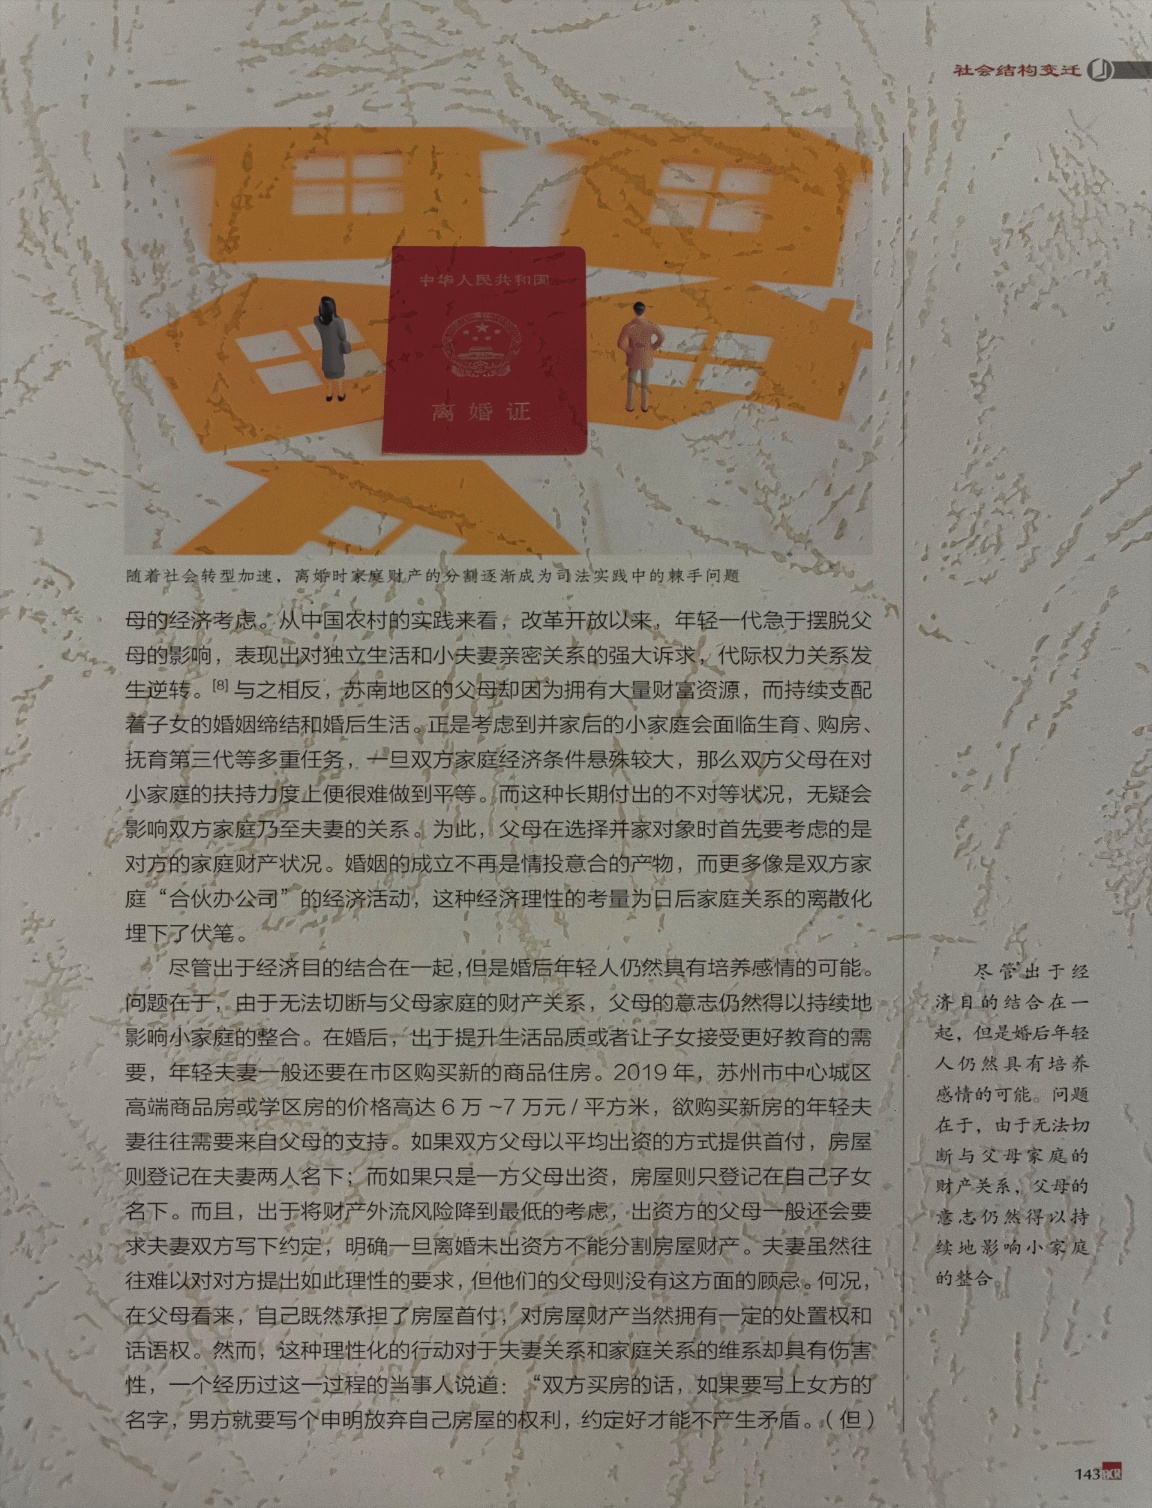 社会结构变迁
中华人民共和国
离婚证
随着社会转型加速，离婚时家庭财产的分割逐渐成为司法实践中的棘手问题
母的经济考虑。从中国农村的实践来看，改革开放以来，年轻一代急于摆脱父
母的影响，表现出对独立生活和小夫妻亲密关系的强大诉求，代际权力关系发
生逆转。[8]与之相反，苏南地区的父母却因为拥有大量财富资源，而持续支配
着子女的婚姻缔结和婚后生活。正是考虑到并家后的小家庭会面临生育、购房、
抚育第三代等多重任务，一旦双方家庭经济条件悬殊较大，那么双方父母在对
小家庭的扶持力度上便很难做到平等。而这种长期付出的不对等状况，无疑会
影响双方家庭乃至夫妻的关系。为此，父母在选择并家对象时首先要考虑的是
对方的家庭财产状况。婚姻的成立不再是情投意合的产物，而更多像是双方家
庭“合伙办公司”的经济活动，这种经济理性的考量为日后家庭关系的离散化
埋下了伏笔。
尽管出于经济目的结合在一起，但是婚后年轻人仍然具有培养感情的可能。
问题在于，由于无法切断与父母家庭的财产关系，父母的意志仍然得以持续地
影响小家庭的整合。在婚后，出于提升生活品质或者让子女接受更好教育的需
要，年轻夫妻一般还要在市区购买新的商品住房。2019年，苏州市中心城区
高端商品房或学区房的价格高达6万~7万元/平方米，欲购买新房的年轻夫
妻往往需要来自父母的支持。如果双方父母以平均出资的方式提供首付，房屋
则登记在夫妻两人名下；而如果只是一方父母出资，房屋则只登记在自己子女
名下。而且，出于将财产外流风险降到最低的考虑，出资方的父母一般还会要
求夫妻双方写下约定，明确一旦离婚未出资方不能分割房屋财产。夫妻虽然往
往难以对对方提出如此理性的要求，但他们的父母则没有这方面的顾忌。何况，
在父母看来，自己既然承担了房屋首付，对房屋财产当然拥有一定的处置权和
话语权。然而，这种理性化的行动对于夫妻关系和家庭关系的维系却具有伤害
性，一个经历过这一过程的当事人说道：“双方买房的话，如果要写上女方的
名字，男方就要写个申明放弃自己房屋的权利，约定好才能不产生矛盾。（但）
尽管出于经
济目的结合在一
起，但是婚后年轻
人仍然具有培养
感情的可能。问题
在于，由于无法切
断与父母家庭的
财产关系，父母的
意志仍然得以持
续地影响小家庭
的整合。
143 BCR